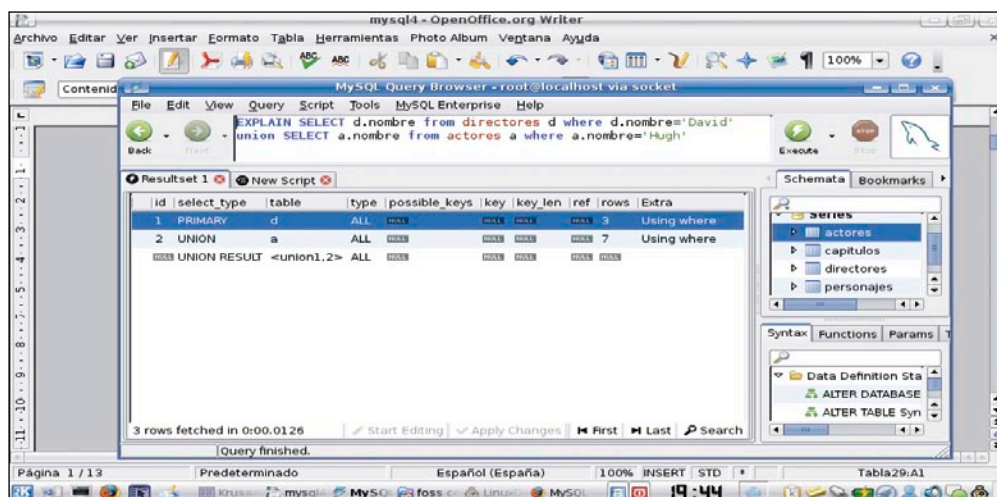 mysql4 - OpenOffice.org Writer
Archivo Editar Ver Insertar Formato Tabla Herramientas Photo Album Ventana Ayuda
100%
Contenid
MySQL Query Browser - root@localhost via socket
File Edit View Query Script Tools MySQL Enterprise Help
EXPLAIN SELECT d.nombre from directores d where d.nombre='David'
union SELECT a.nombre from actores a where a.nombre='Hugh'
Back Next Execute Stop
Resultset 1 New Script
Schemata Bookmarks
id select_type table type possible_keys key key_len ref rows Extra
1 PRIMARY d ALL NULL NULL NULL NULL 3 Using where
2 UNION a ALL NULL NULL NULL NULL 7 Using where
NULL UNION RESULT <union1,2> ALL NULL NULL NULL NULL NULL
Series
actores
capitulos
directores
personajes
Syntax Functions Params T
Data Definition Sta
ALTER DATABASE
ALTER TABLE Syn
3 rows fetched in 0:00.0126 Start Editing Apply Changes First Last Search
Query finished.
Página 1 / 13 Predeterminado Español (España) 100% INSERT STD * Tabla29:A1
mysql4 MySQ foss Linux MySQL 19:44